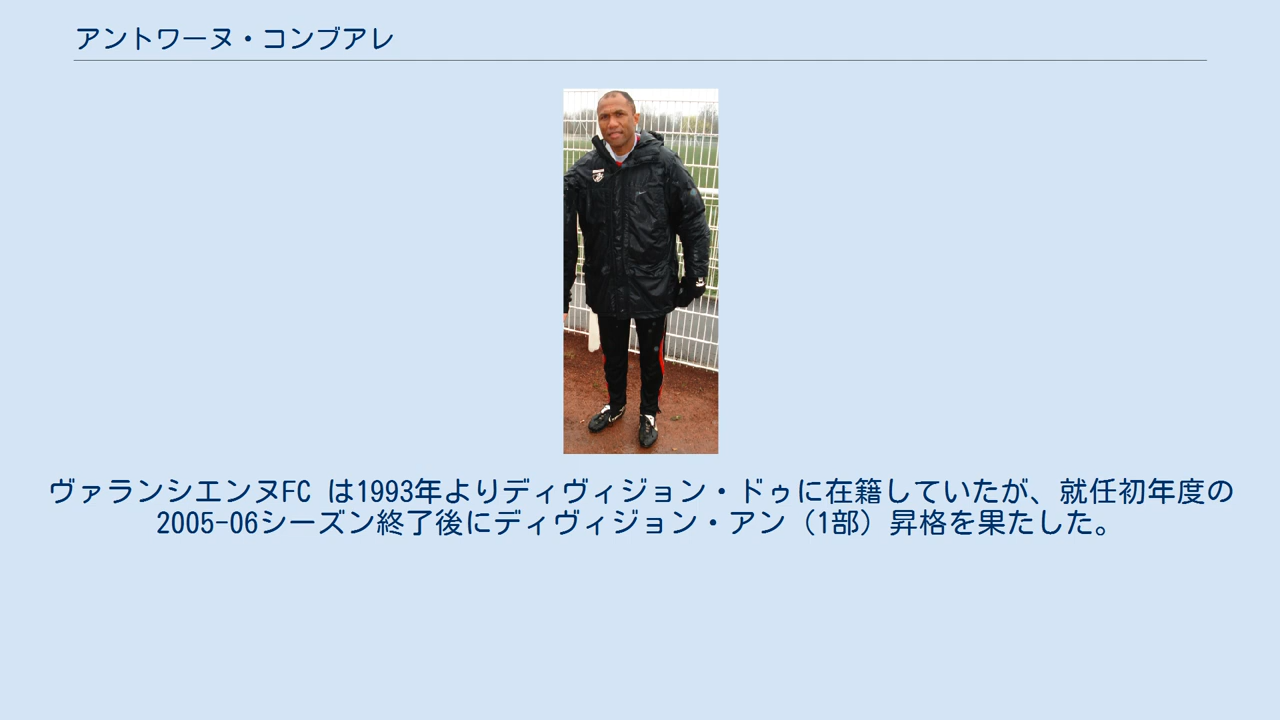 アントワーヌ・コンブアレ
ヴァランシエンヌFC は1993年よりディヴィジョン・ドゥに在籍していたが、就任初年度の
2005-06シーズン終了後にディヴィジョン・アン（1部）昇格を果たした。